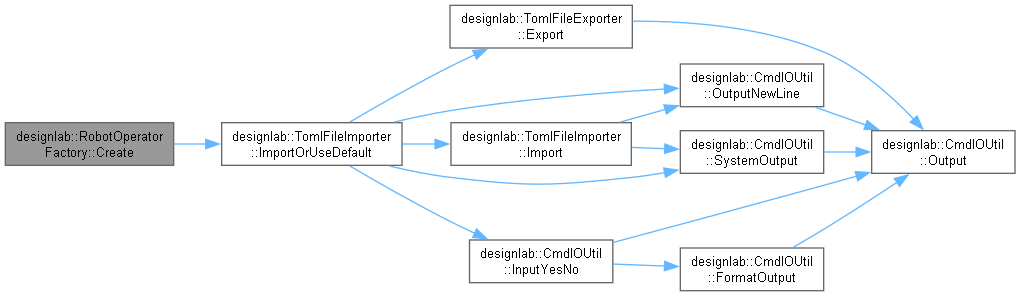 designlab::RobotOperator
Factory::Create
designlab::TomlFileImporter
::ImportOrUseDefault
designlab::TomlFileExporter
::Export
designlab::CmdIOUtil
::OutputNewLine
designlab::TomlFileImporter
::Import
designlab::CmdIOUtil
::SystemOutput
designlab::CmdIOUtil
::InputYesNo
designlab::CmdIOUtil
::FormatOutput
designlab::CmdIOUtil
::Output